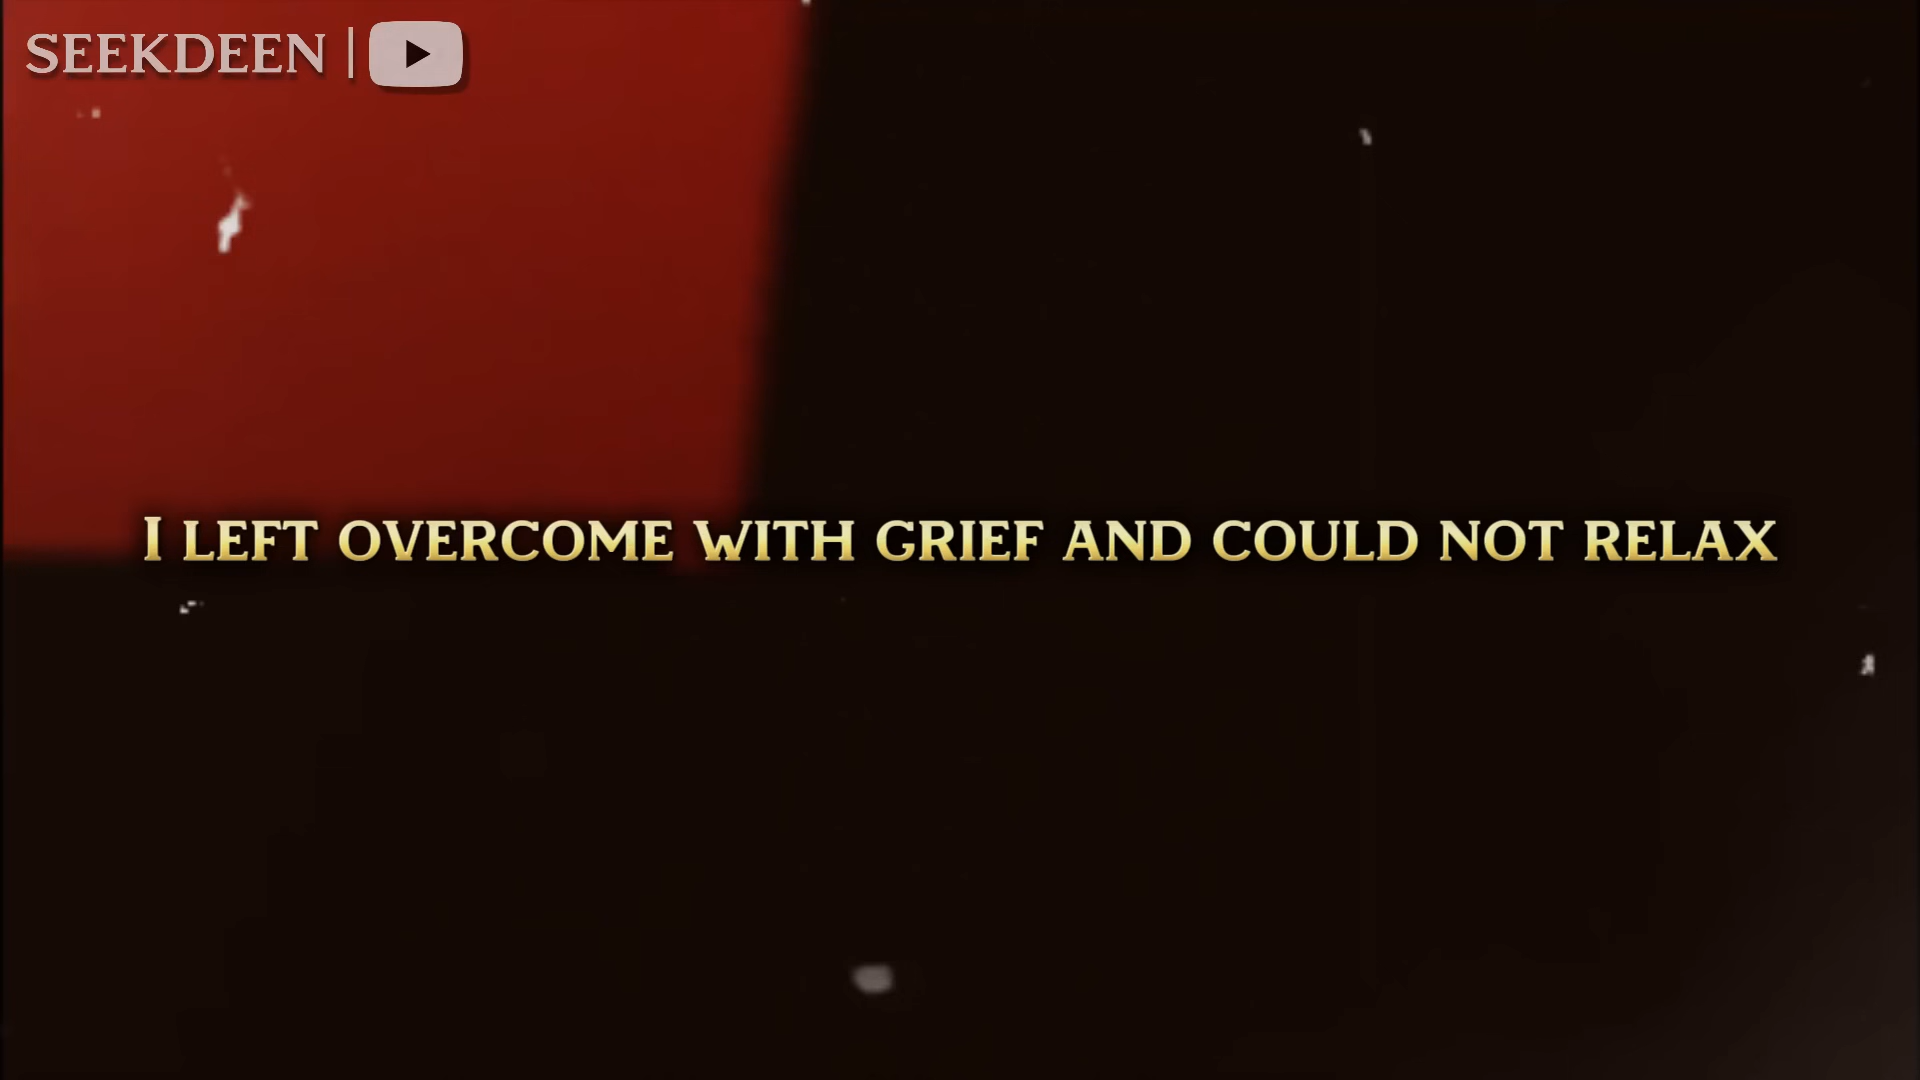 SEEKDEEN |
I LEFT OVERCOME WITH GRIEF AND COULD NOT RELAX